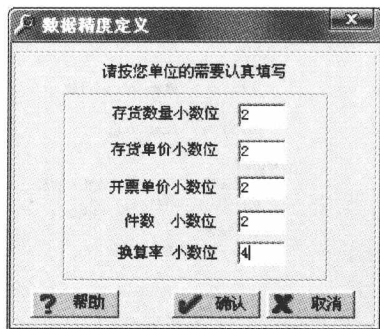 数据精度定义
请按您单位的需要认真填写
存货数量小数位 2
存货单价小数位 2
开票单价小数位 2
件数 小数位 2
换算率 小数位 4
? 帮助 确认 取消